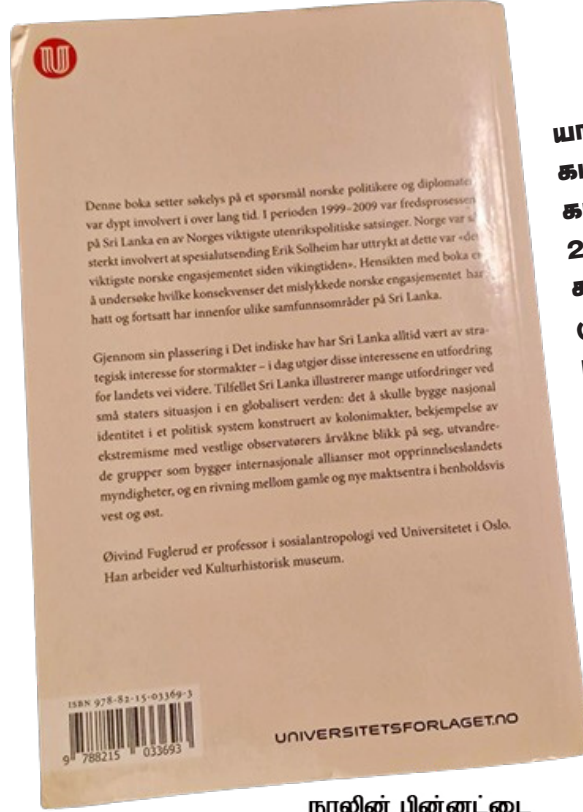 Denne boka setter søkelys på et spørsmål norske politikere og diplomater
var dypt involvert i over lang tid. I perioden 1999–2009 var fredsprosessen
på Sri Lanka en av Norges viktigste utenrikspolitiske satsinger. Norge var så
sterkt involvert at spesialutsending Erik Solheim har uttrykt at dette var «det
viktigste norske engasjementet siden vikingtiden». Hensikten med boka er
å undersøke hvilke konsekvenser det mislykkede norske engasjementet har
hatt og fortsatt har innenfor ulike samfunnsområder på Sri Lanka.
Gjennom sin plassering i Det indiske hav har Sri Lanka alltid vært av stra-
tegisk interesse for stormakter – i dag utgjør disse interessene en utfordring
for landets vei videre. Tilfellet Sri Lanka illustrerer mange utfordringer ved
små staters situasjon i en globalisert verden: det å skulle bygge nasjonal
identitet i et politisk system konstruert av kolonimakter, bekjempelse av
ekstremisme med vestlige observatørers årvåkne blikk på seg, utvandre-
de grupper som bygger internasjonale allianser mot opprinnelseslandets
myndigheter, og en rivning mellom gamle og nye maktsentra i henholdsvis
vest og øst.
Øivind Fuglerud er professor i sosialantropologi ved Universitetet i Oslo.
Han arbeider ved Kulturhistorisk museum.
ISBN 978-82-15-03369-3
9 788215 033693
UNIVERSITETSFORLAGET.NO
நூலின் பின்னட்டை